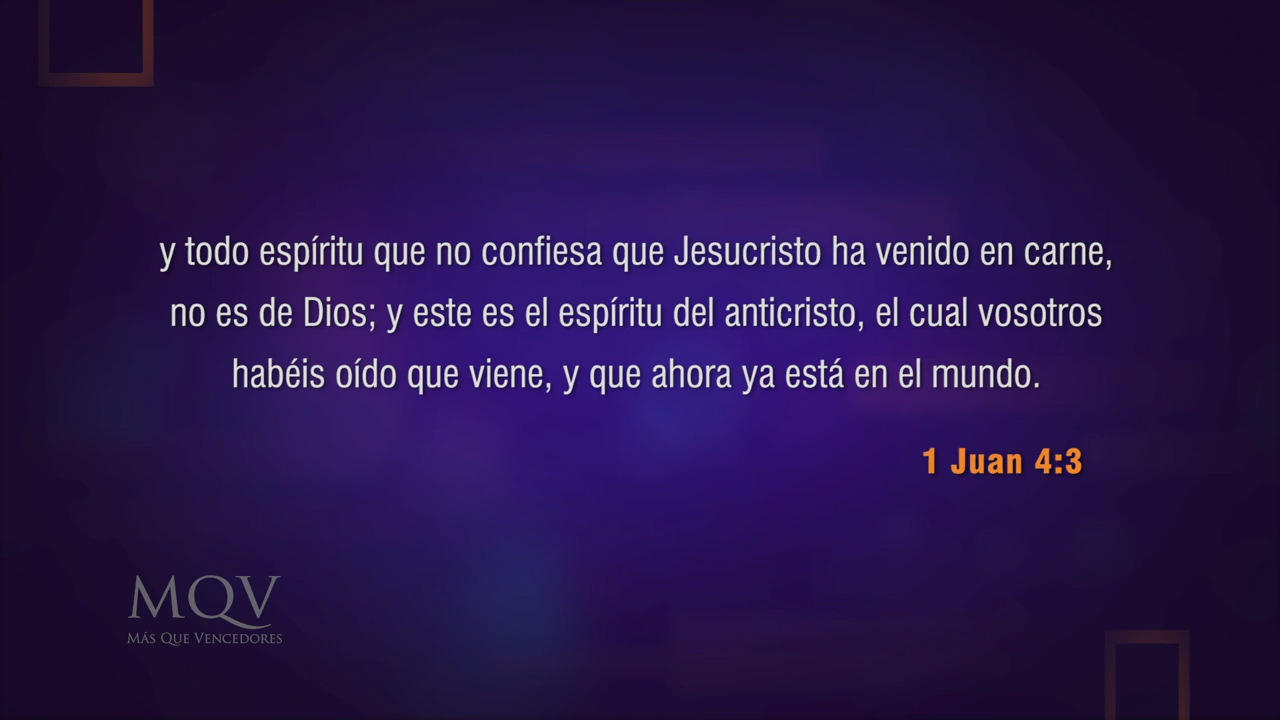 y todo espíritu que no confiesa que Jesucristo ha venido en carne,
no es de Dios; y este es el espíritu del anticristo, el cual vosotros
habéis oído que viene, y que ahora ya está en el mundo.
1 Juan 4:3
MQV
Más Que Vencedores